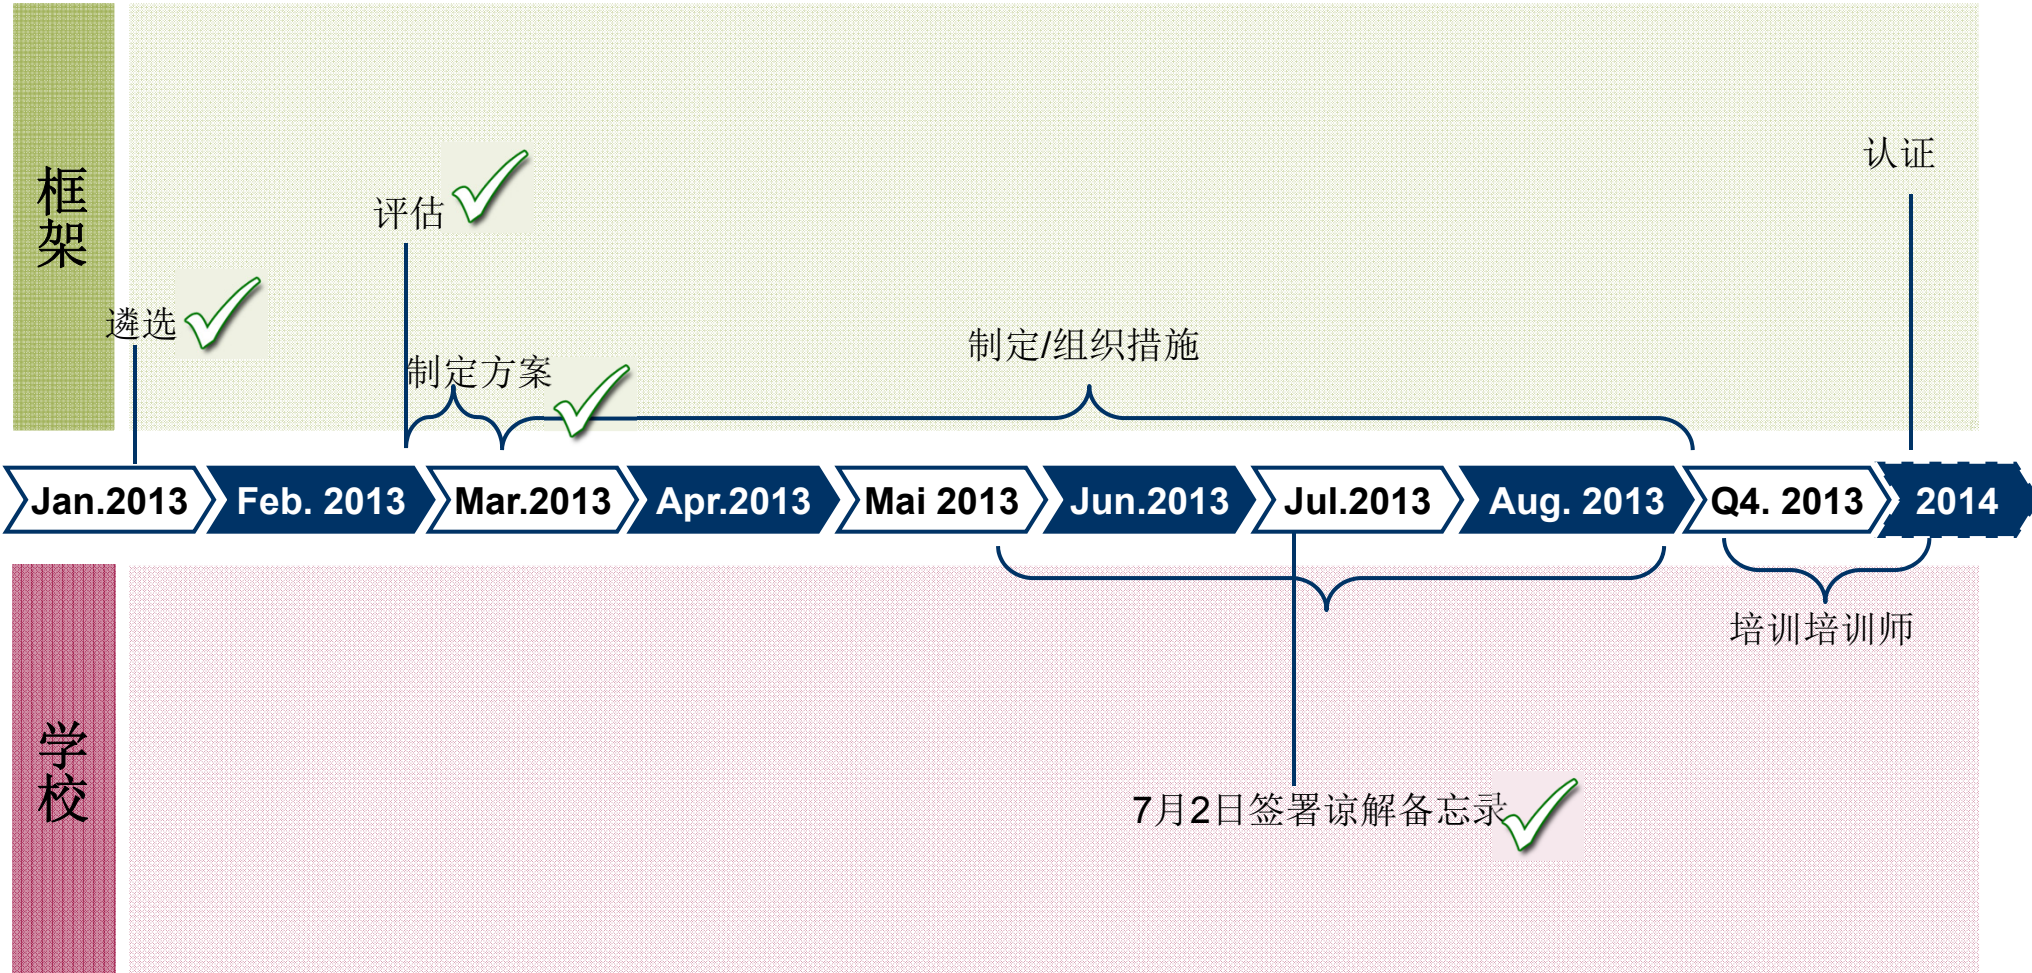 框架
认证
评估
遴选
制定/组织措施
制定方案
Jan.2013 Feb. 2013 Mar.2013 Apr.2013 Mai 2013 Jun.2013 Jul.2013 Aug. 2013 Q4. 2013 2014
培训培训师
学校
7月2日签署谅解备忘录